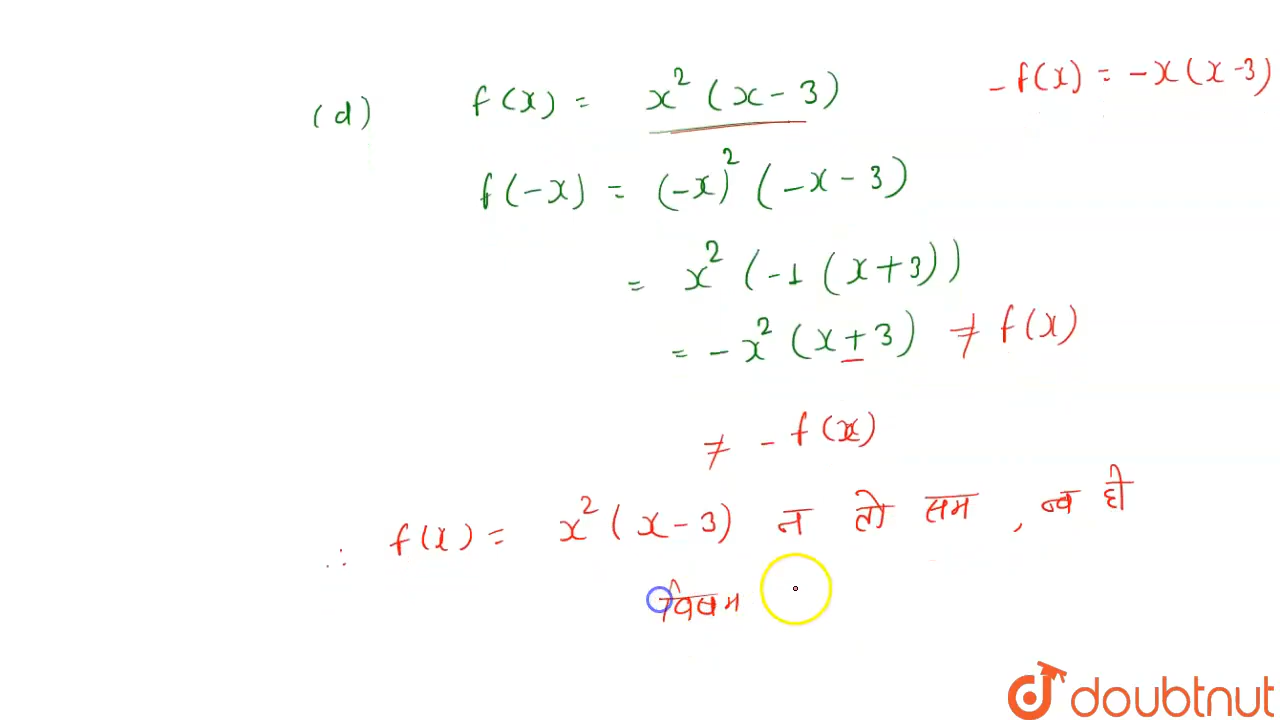 (d) f(x) = x² (x - 3)
- f(x) = -x (x - 3)
f(-x) = (-x)² (-x - 3)
= x² (-1 (x+3))
= - x² (x + 3) ≠ f(x)
≠ - f(x)
∴ f(x) = x² (x - 3) न तो सम , न ही
विषम
doubtnut